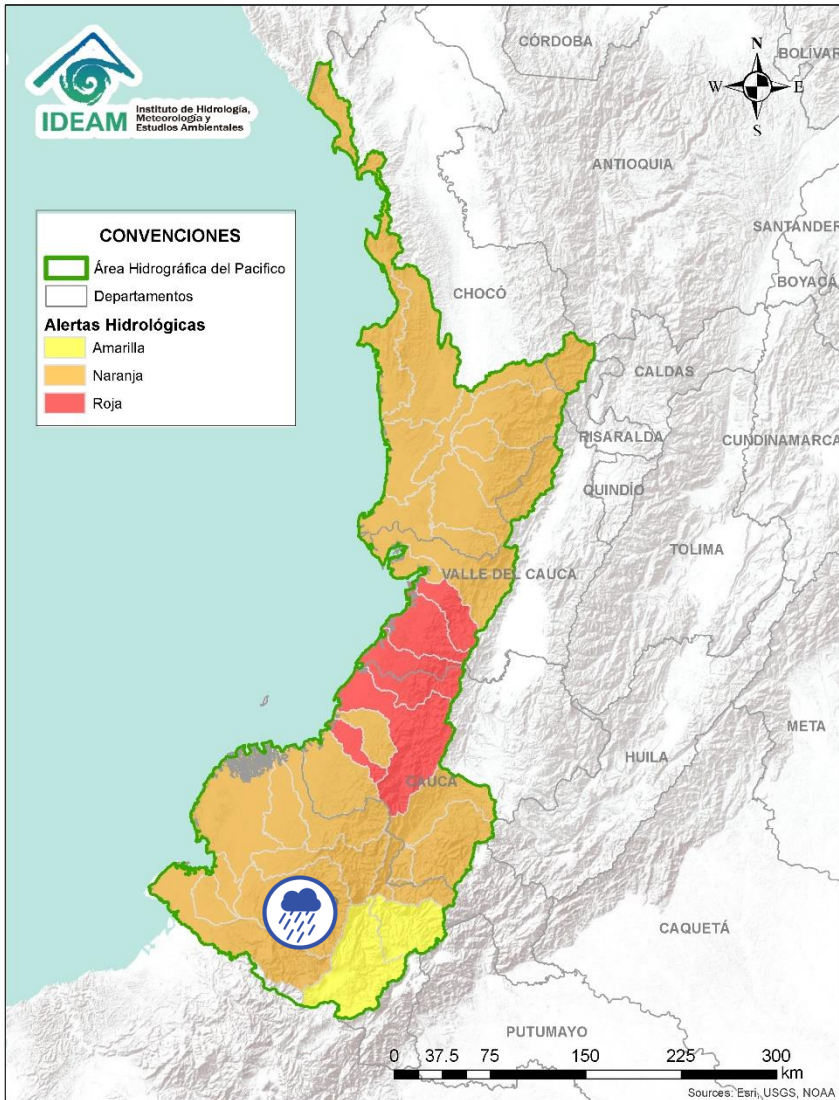 IDEAM
Instituto de Hidrología,
Meteorología y
Estudios Ambientales
CÓRDOBA
BOLÍVAR
N
W
E
S
ANTIOQUIA
SANTANDER
BOYACÁ
CHOCÓ
CALDAS
RISARALDA
CUNDINAMARCA
QUINDÍO
TOLIMA
VALLE DEL CAUCA
META
HUILA
CAUCA
CAQUETÁ
PUTUMAYO
CONVENCIONES
Área Hidrográfica del Pacifico
Departamentos
Alertas Hidrológicas
Amarilla
Naranja
Roja
0 37.5 75 150 225 300
km
Sources: Esri, USGS, NOAA